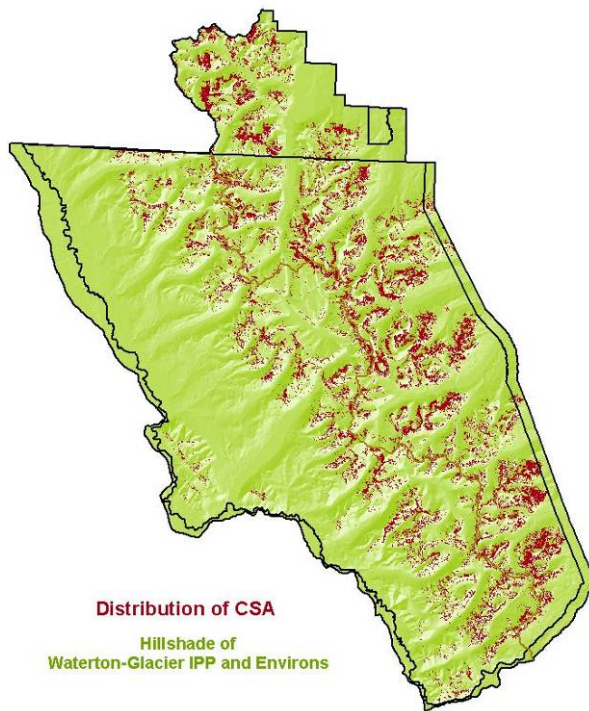 Distribution of CSA
Hillshade of
Waterton-Glacier IPP and Environs